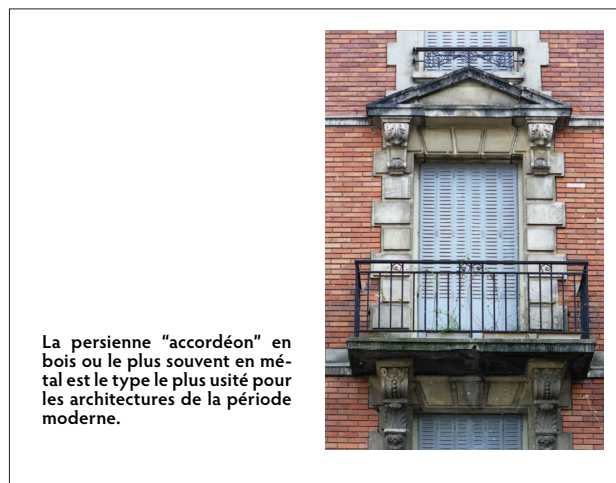 La persienne “accordéon” en
bois ou le plus souvent en mé-
tal est le type le plus usité pour
les architectures de la période
moderne.